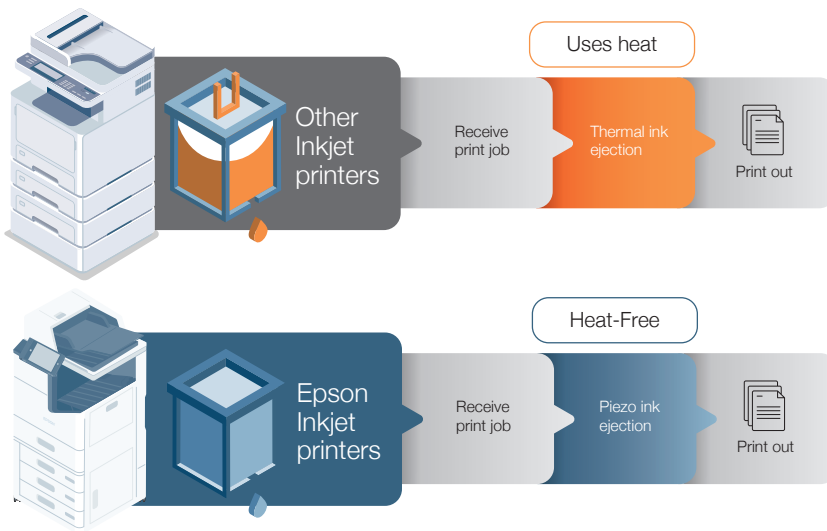 Uses heat
Other
Inkjet
printers
Receive
print job
Thermal ink
ejection
Print out
Heat-Free
Epson
Inkjet
printers
Receive
print job
Piezo ink
ejection
Print out